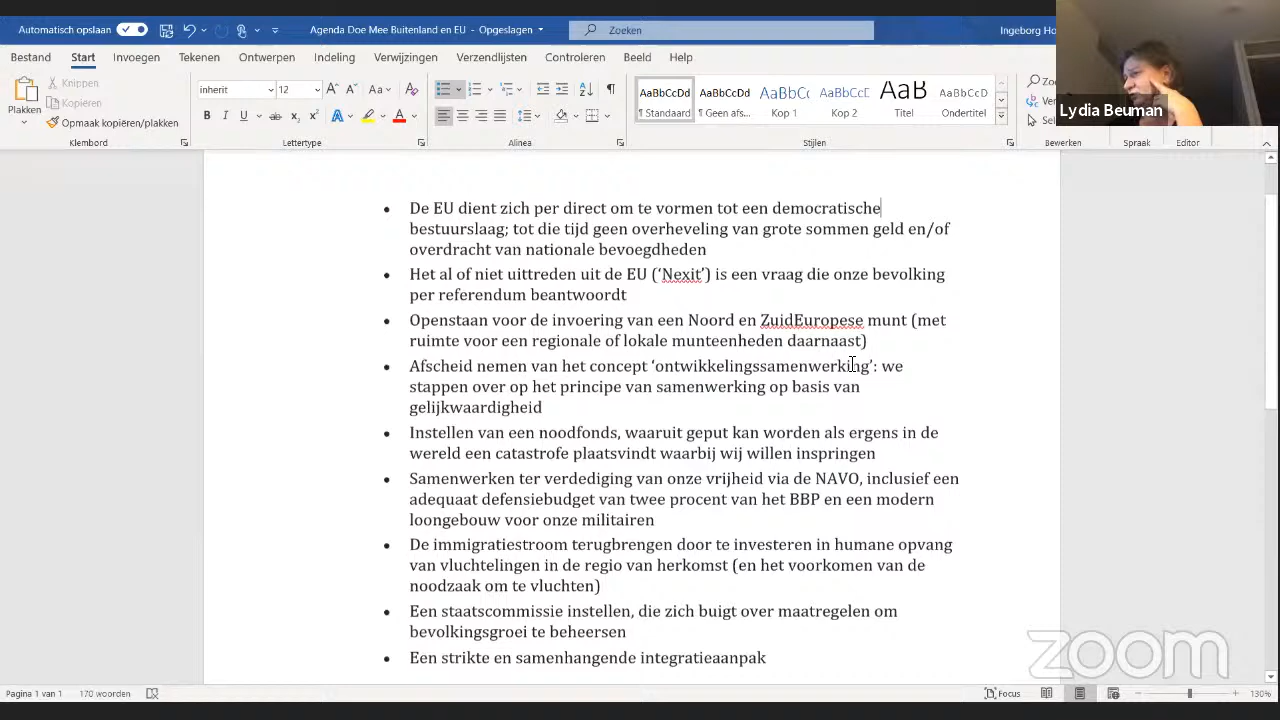 Automatisch opslaan
Agenda Doe Mee Buitenland en EU - Opgeslagen
Zoeken
Ingeborg Ho
Bestand Start Invoegen Tekenen Ontwerpen Indeling Verwijzingen Verzendlijsten Controleren Beeld Help
Plakken
Knippen
Kopiëren
Opmaak kopiëren/plakken
inherit 12
B I U ab
AaBbCcDd AaBbCcDd AaBbCc AaBbCcD AaB AaBbCcD
¶ Standaard ¶ Geen afs... Kop 1 Kop 2 Titel Ondertitel
Zo
Ver
Sel
Klembord Lettertype Alinea Stijlen Bewerken Spraak Editor
Lydia Beuman
• De EU dient zich per direct om te vormen tot een democratische
bestuurslaag; tot die tijd geen overheveling van grote sommen geld en/of
overdracht van nationale bevoegdheden
• Het al of niet uittreden uit de EU (‘Nexit’) is een vraag die onze bevolking
per referendum beantwoordt
• Openstaan voor de invoering van een Noord en ZuidEuropese munt (met
ruimte voor een regionale of lokale munteenheden daarnaast)
• Afscheid nemen van het concept ‘ontwikkelingssamenwerking’: we
stappen over op het principe van samenwerking op basis van
gelijkwaardigheid
• Instellen van een noodfonds, waaruit geput kan worden als ergens in de
wereld een catastrofe plaatsvindt waarbij wij willen inspringen
• Samenwerken ter verdediging van onze vrijheid via de NAVO, inclusief een
adequaat defensiebudget van twee procent van het BBP en een modern
loongebouw voor onze militairen
• De immigratiestroom terugbrengen door te investeren in humane opvang
van vluchtelingen in de regio van herkomst (en het voorkomen van de
noodzaak om te vluchten)
• Een staatscommissie instellen, die zich buigt over maatregelen om
bevolkingsgroei te beheersen
• Een strikte en samenhangende integratieaanpak
zoom
Pagina 1 van 1 170 woorden
Focus
130%